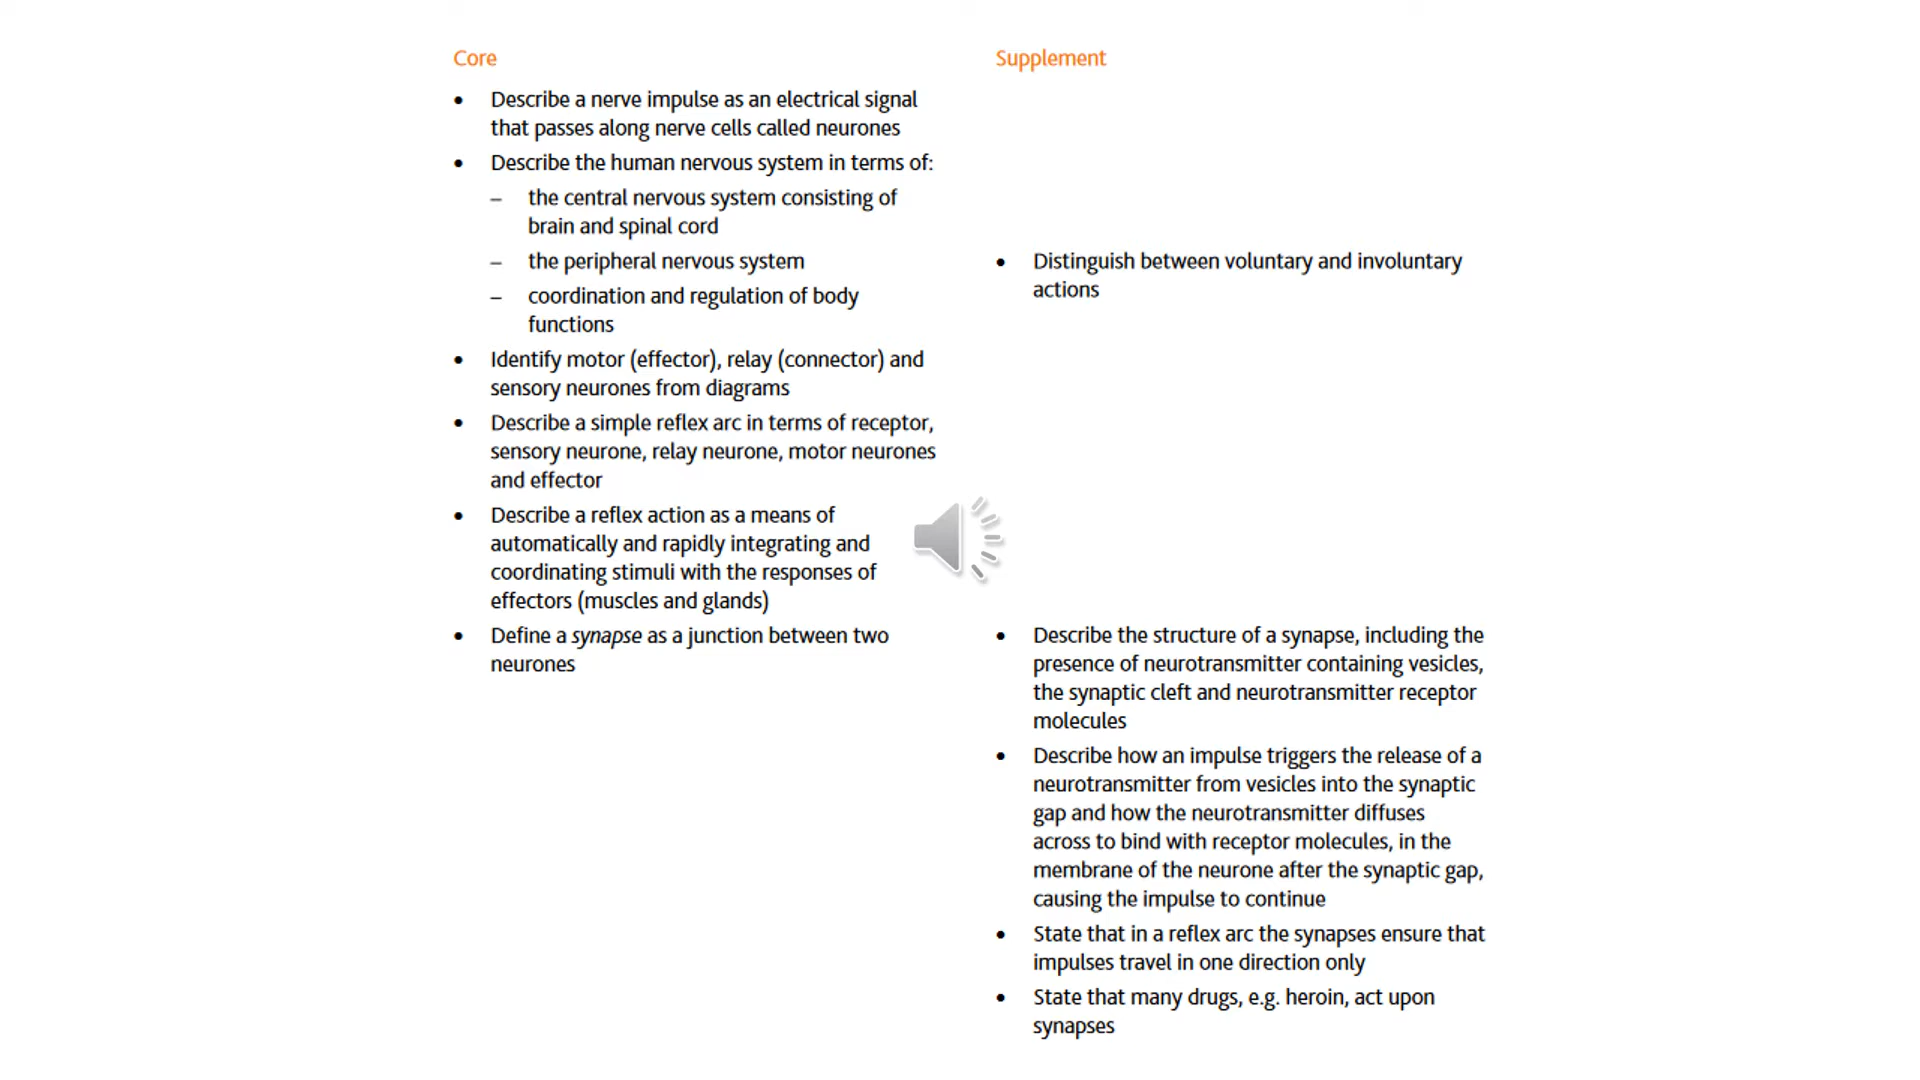 Core
• Describe a nerve impulse as an electrical signal
that passes along nerve cells called neurones
• Describe the human nervous system in terms of:
– the central nervous system consisting of
brain and spinal cord
– the peripheral nervous system
– coordination and regulation of body
functions
• Identify motor (effector), relay (connector) and
sensory neurones from diagrams
• Describe a simple reflex arc in terms of receptor,
sensory neurone, relay neurone, motor neurones
and effector
• Describe a reflex action as a means of
automatically and rapidly integrating and
coordinating stimuli with the responses of
effectors (muscles and glands)
• Define a synapse as a junction between two
neurones
Supplement
• Distinguish between voluntary and involuntary
actions
• Describe the structure of a synapse, including the
presence of neurotransmitter containing vesicles,
the synaptic cleft and neurotransmitter receptor
molecules
• Describe how an impulse triggers the release of a
neurotransmitter from vesicles into the synaptic
gap and how the neurotransmitter diffuses
across to bind with receptor molecules, in the
membrane of the neurone after the synaptic gap,
causing the impulse to continue
• State that in a reflex arc the synapses ensure that
impulses travel in one direction only
• State that many drugs, e.g. heroin, act upon
synapses